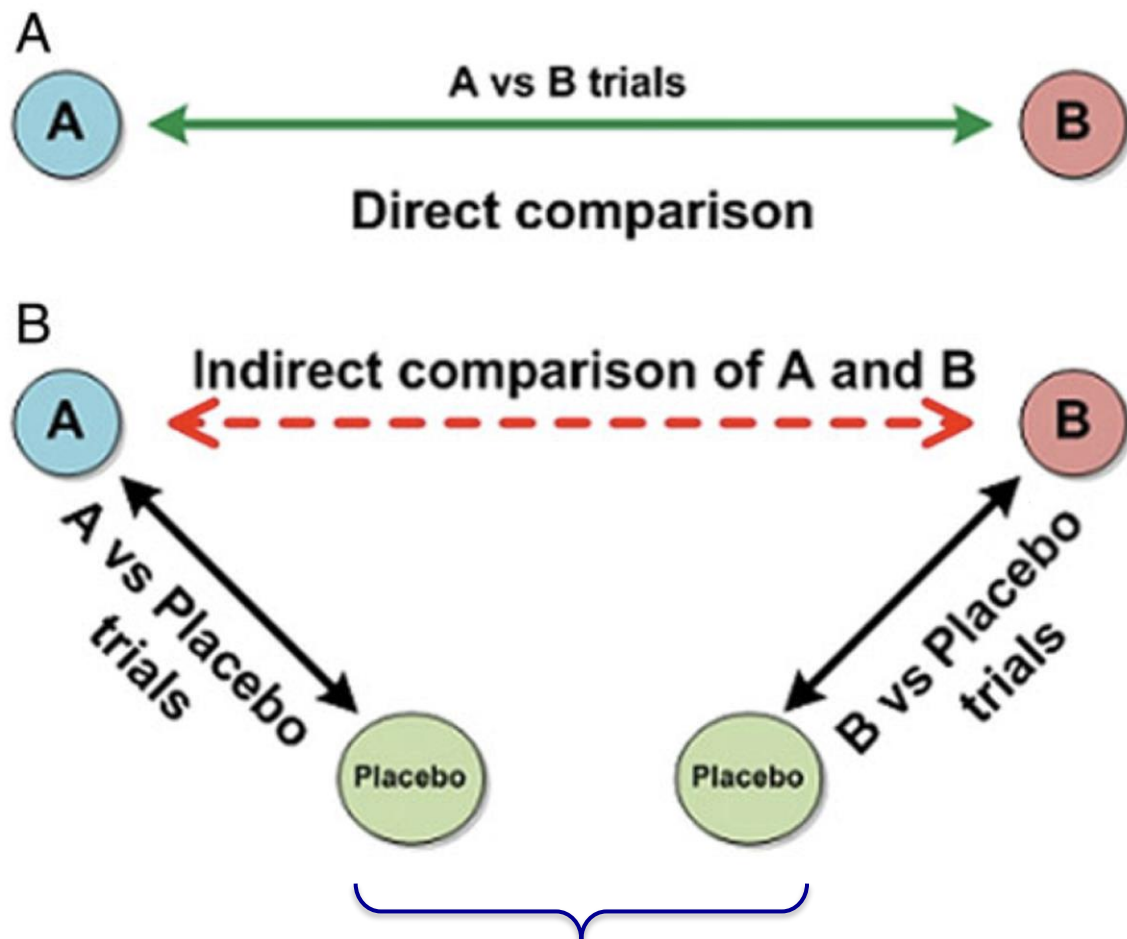 A
A vs B trials
A
B
Direct comparison
B
Indirect comparison of A and B
A
B
A vs Placebo
trials
B vs Placebo
trials
Placebo
Placebo